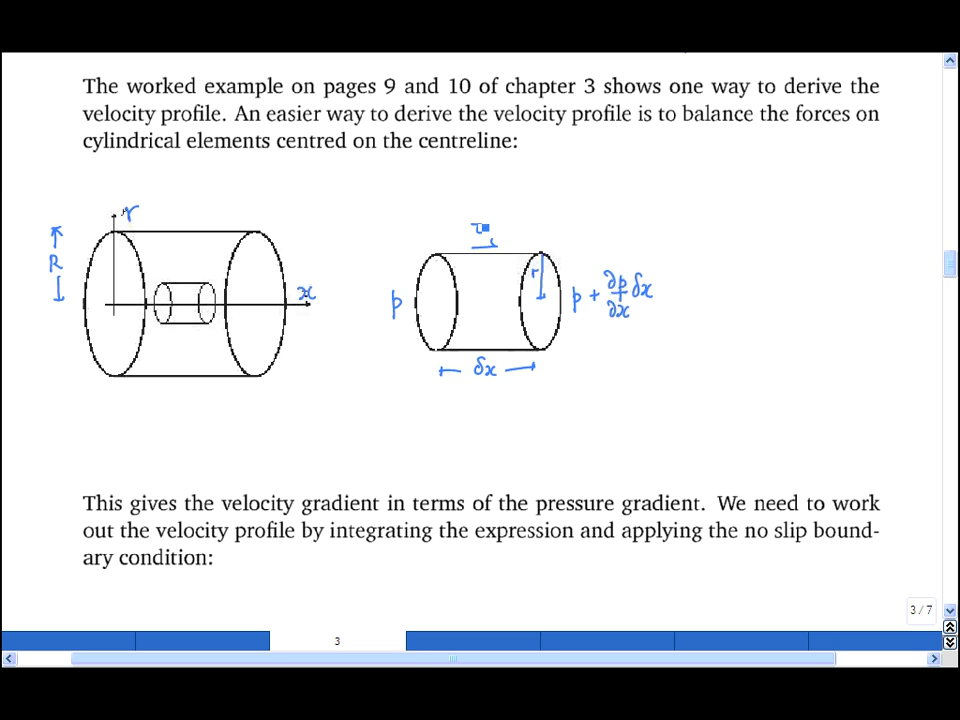 The worked example on pages 9 and 10 of chapter 3 shows one way to derive the
velocity profile. An easier way to derive the velocity profile is to balance the forces on
cylindrical elements centred on the centreline:
r
R
x
τ
r
p
p + ∂p/∂x δx
δx
This gives the velocity gradient in terms of the pressure gradient. We need to work
out the velocity profile by integrating the expression and applying the no slip bound-
ary condition:
3 / 7
3